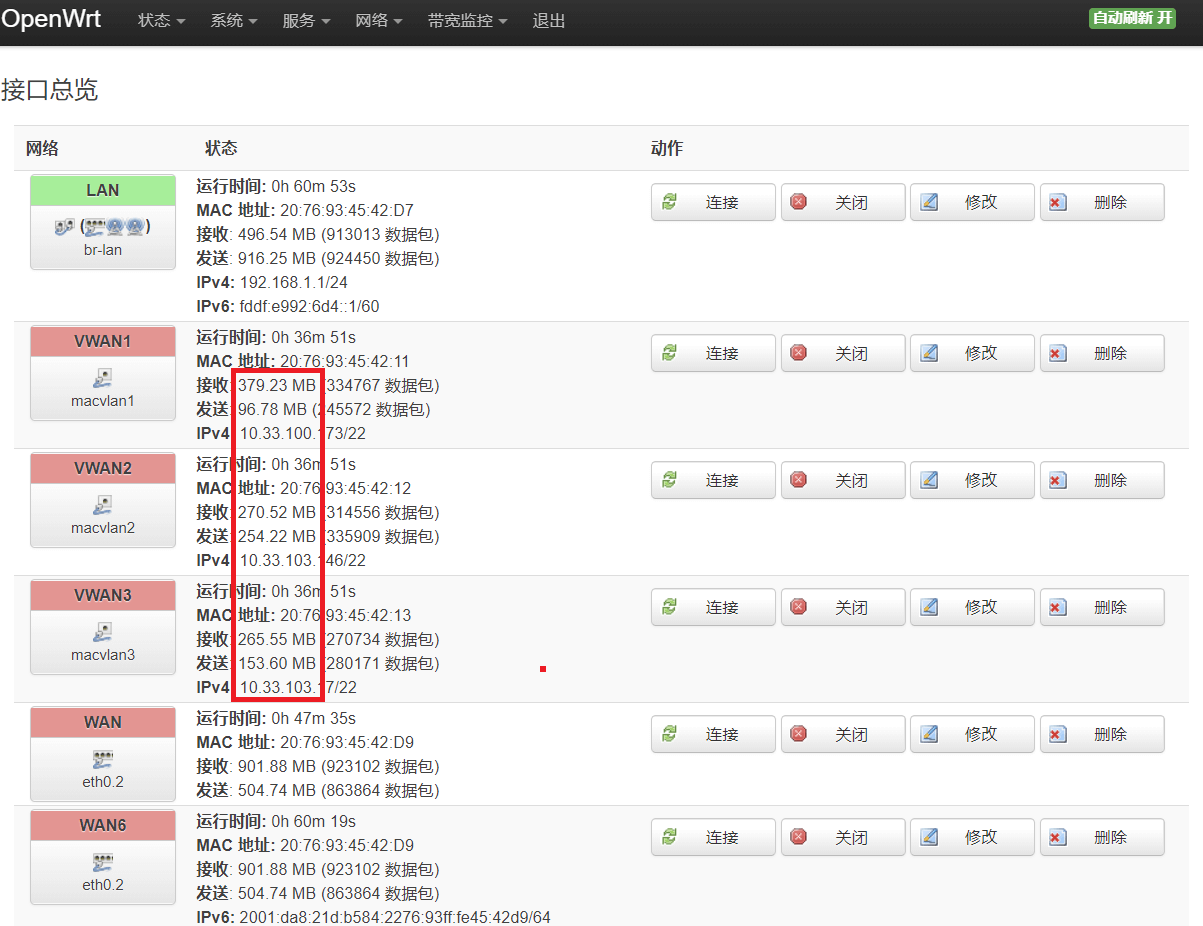 OpenWrt 状态 系统 服务 网络 带宽监控 退出 自动刷新 开
接口总览
网络 状态 动作
LAN
br-lan
运行时间: 0h 60m 53s
MAC 地址: 20:76:93:45:42:D7
接收: 496.54 MB (913013 数据包)
发送: 916.25 MB (924450 数据包)
IPv4: 192.168.1.1/24
IPv6: fddf:e992:6d4::1/60
连接 关闭 修改 删除
VWAN1
macvlan1
运行时间: 0h 36m 51s
MAC 地址: 20:76:93:45:42:11
接收: 379.23 MB (334767 数据包)
发送: 96.78 MB (245572 数据包)
IPv4: 10.33.100.173/22
连接 关闭 修改 删除
VWAN2
macvlan2
运行时间: 0h 36m 51s
MAC 地址: 20:76:93:45:42:12
接收: 270.52 MB (314556 数据包)
发送: 254.22 MB (335909 数据包)
IPv4: 10.33.103.146/22
连接 关闭 修改 删除
VWAN3
macvlan3
运行时间: 0h 36m 51s
MAC 地址: 20:76:93:45:42:13
接收: 265.55 MB (270734 数据包)
发送: 153.60 MB (280171 数据包)
IPv4: 10.33.103.17/22
连接 关闭 修改 删除
WAN
eth0.2
运行时间: 0h 47m 35s
MAC 地址: 20:76:93:45:42:D9
接收: 901.88 MB (923102 数据包)
发送: 504.74 MB (863864 数据包)
连接 关闭 修改 删除
WAN6
eth0.2
运行时间: 0h 60m 19s
MAC 地址: 20:76:93:45:42:D9
接收: 901.88 MB (923102 数据包)
发送: 504.74 MB (863864 数据包)
IPv6: 2001:da8:21d:b584:2276:93ff:fe45:42d9/64
连接 关闭 修改 删除